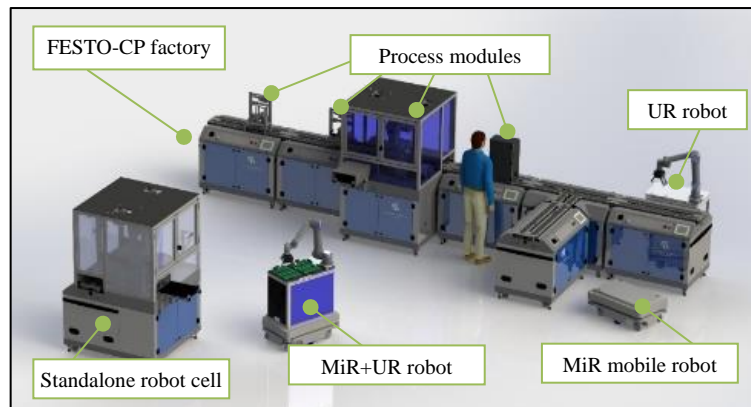 FESTO-CP factory
Process modules
UR robot
Standalone robot cell
MiR+UR robot
MiR mobile robot